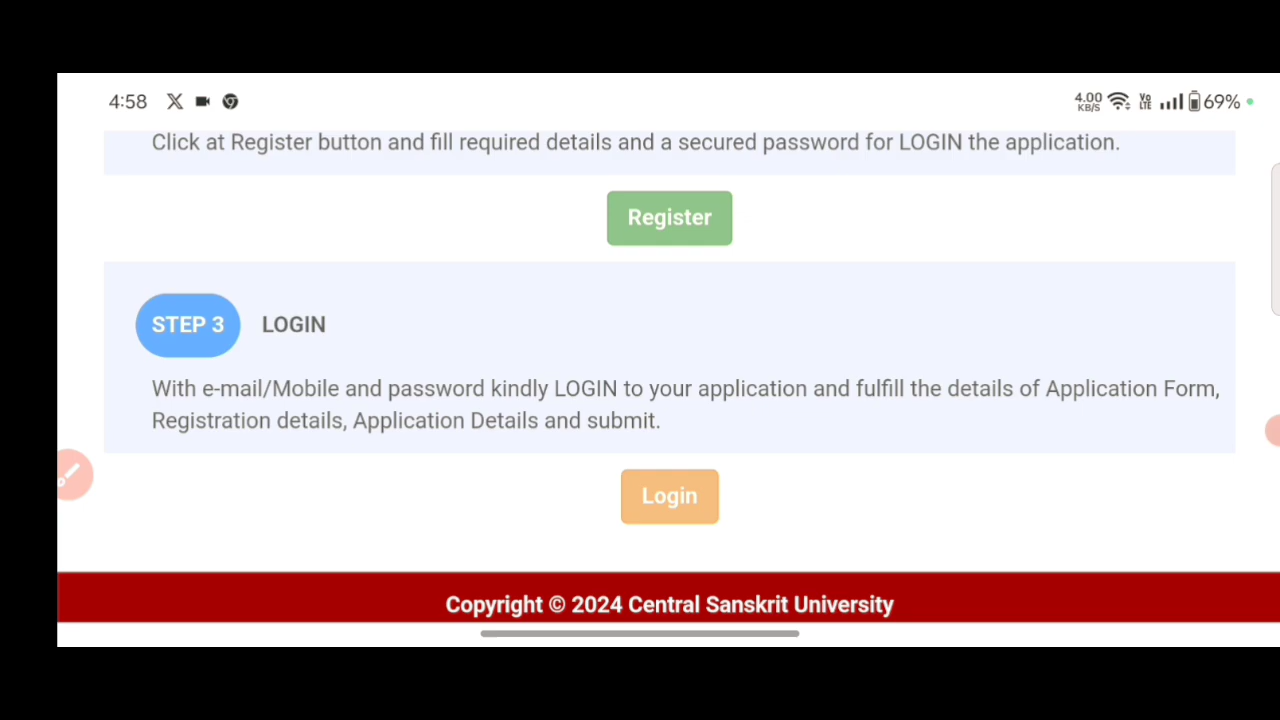 4:58
4.00 KB/S Vo LTE 69%
Click at Register button and fill required details and a secured password for LOGIN the application.
Register
STEP 3 LOGIN
With e-mail/Mobile and password kindly LOGIN to your application and fulfill the details of Application Form,
Registration details, Application Details and submit.
Login
Copyright © 2024 Central Sanskrit University